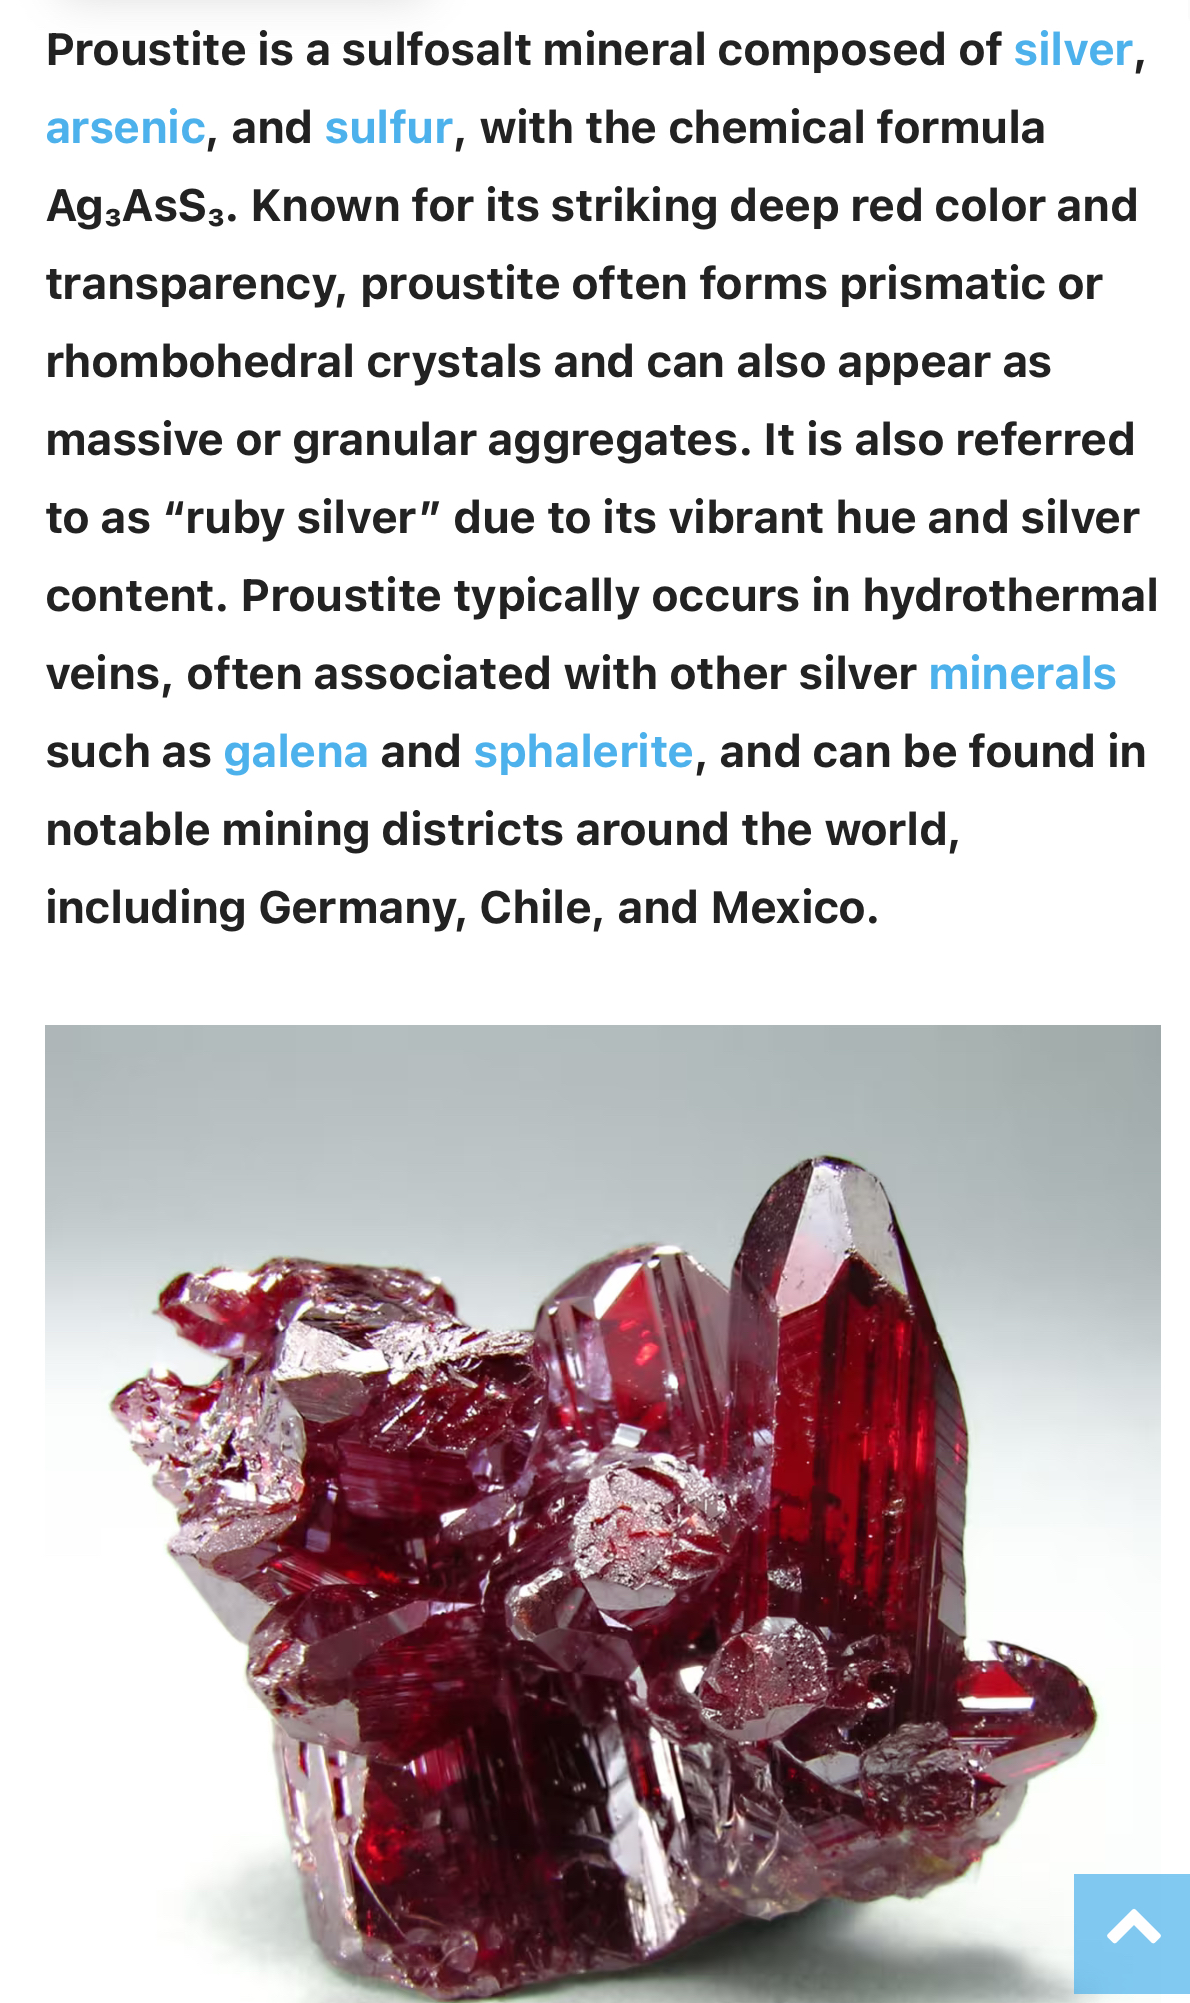 Proustite is a sulfosalt mineral composed of silver,
arsenic, and sulfur, with the chemical formula
Ag₃AsS₃. Known for its striking deep red color and
transparency, proustite often forms prismatic or
rhombohedral crystals and can also appear as
massive or granular aggregates. It is also referred
to as “ruby silver” due to its vibrant hue and silver
content. Proustite typically occurs in hydrothermal
veins, often associated with other silver minerals
such as galena and sphalerite, and can be found in
notable mining districts around the world,
including Germany, Chile, and Mexico.